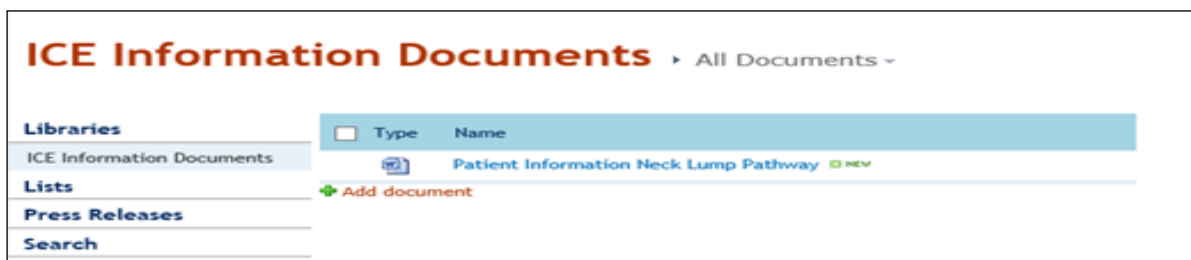 ICE Information Documents All Documents
Libraries
ICE Information Documents
Lists
Press Releases
Search
Type Name
Patient Information Neck Lump Pathway NEW
Add document